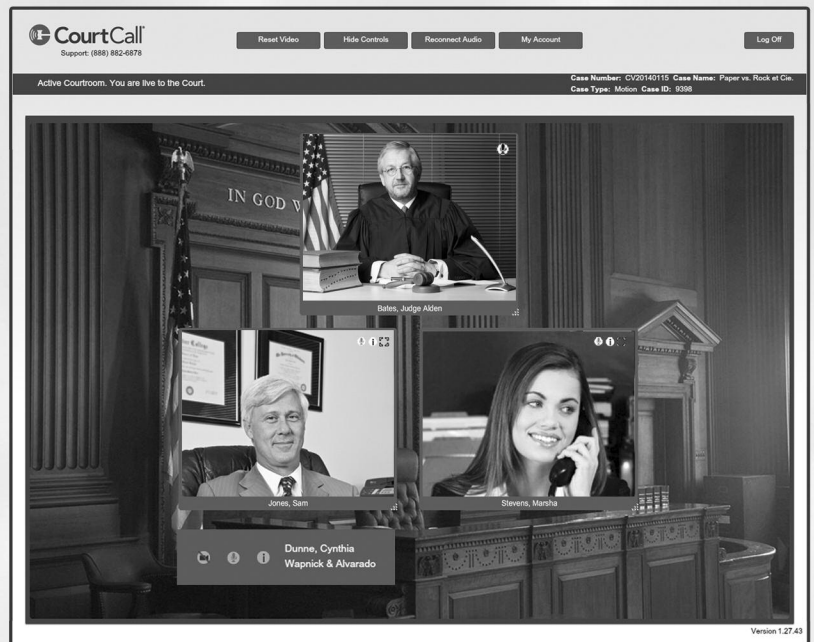 CourtCall
Support: (888) 882-6878
Reset Video
Hide Controls
Reconnect Audio
My Account
Log Off
Active Courtroom. You are live to the Court.
Case Number: CV20140115 Case Name: Paper vs. Rock et Cie.
Case Type: Motion Case ID: 9398
IN GOD W
Bates, Judge Alden
Jones, Sam
Stevens, Marsha
Dunne, Cynthia
Wapnick & Alvarado
Version 1.27.43